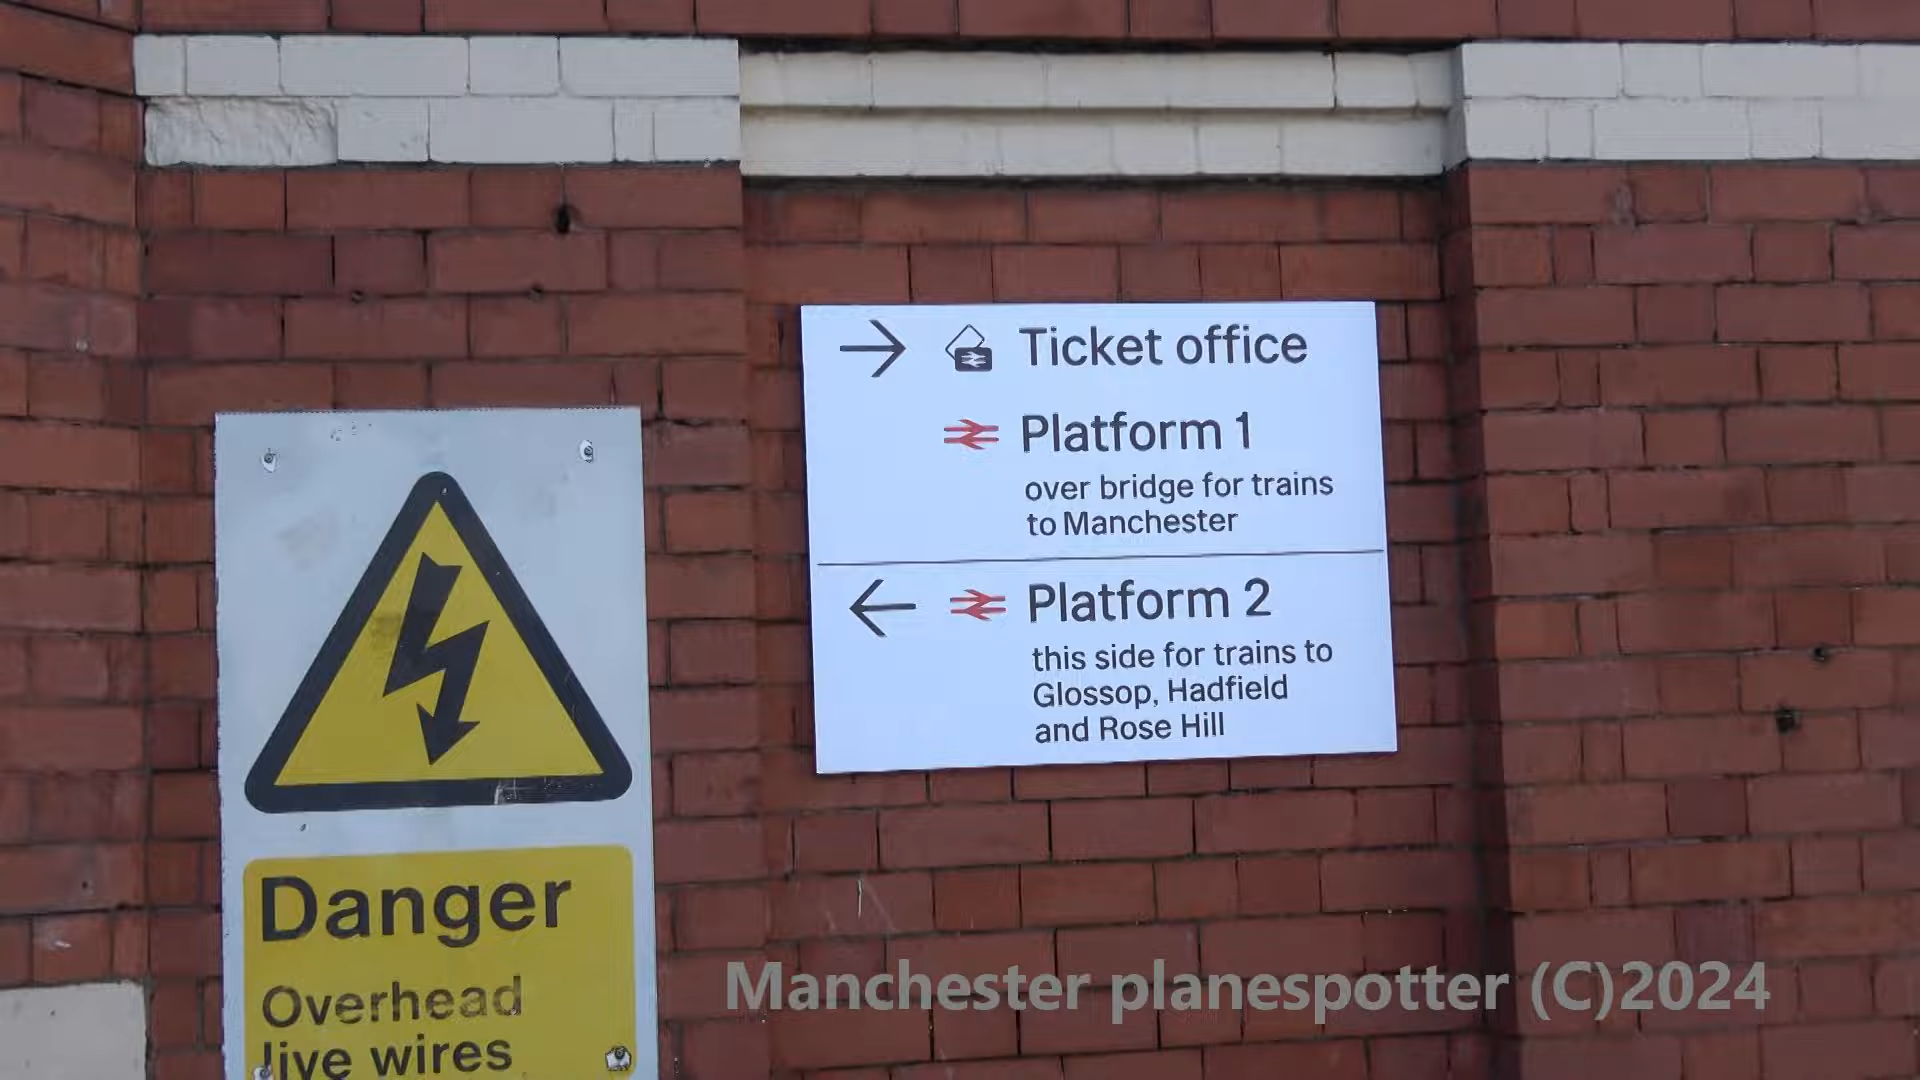 Ticket office
Platform 1
over bridge for trains
to Manchester
Platform 2
this side for trains to
Glossop, Hadfield
and Rose Hill
Danger
Overhead
live wires
Manchester planespotter (C)2024